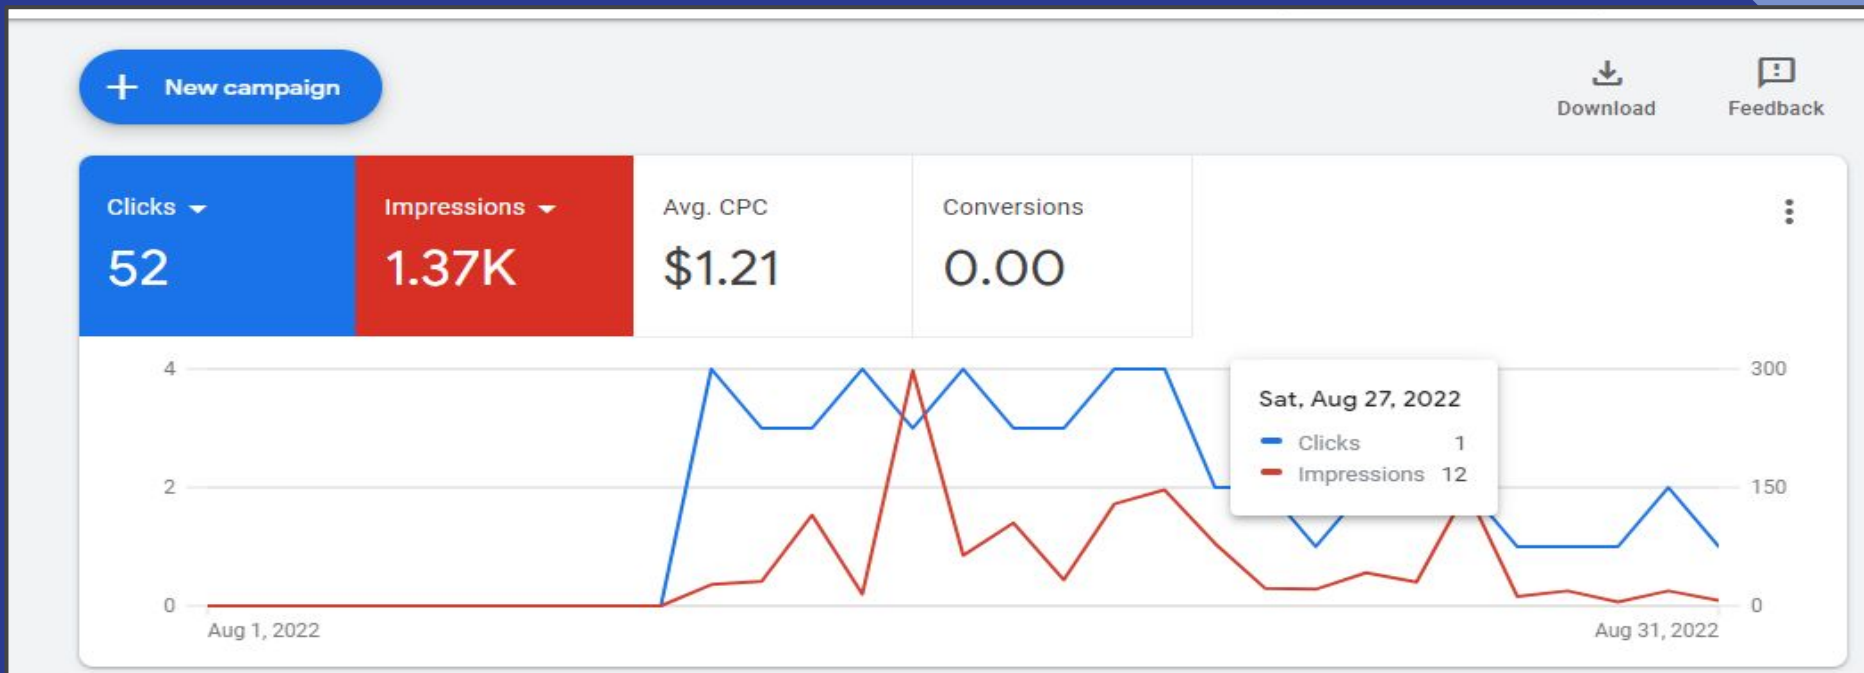 New campaign
Download
Feedback
Clicks
52
Impressions
1.37K
Avg. CPC
$1.21
Conversions
0.00
4
300
Sat, Aug 27, 2022
Clicks 1
Impressions 12
2
150
0
0
Aug 1, 2022
Aug 31, 2022